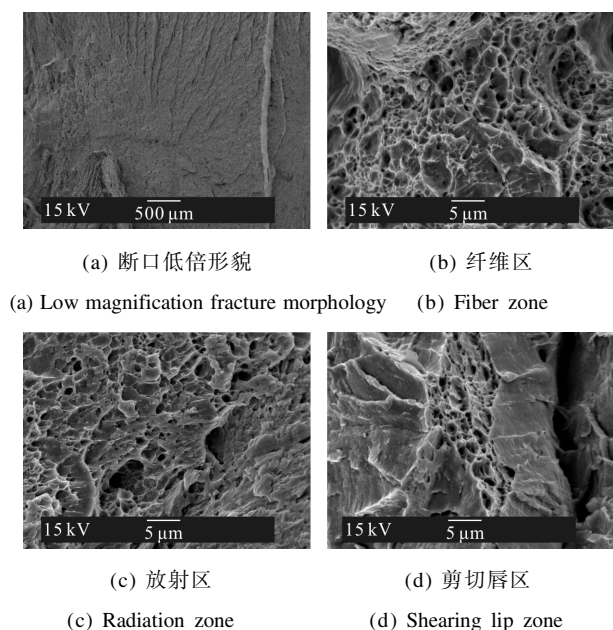 15 kV 500 μm
15 kV 5 μm
(a) 断口低倍形貌
(b) 纤维区
(a) Low magnification fracture morphology
(b) Fiber zone
15 kV 5 μm
15 kV 5 μm
(c) 放射区
(d) 剪切唇区
(c) Radiation zone
(d) Shearing lip zone